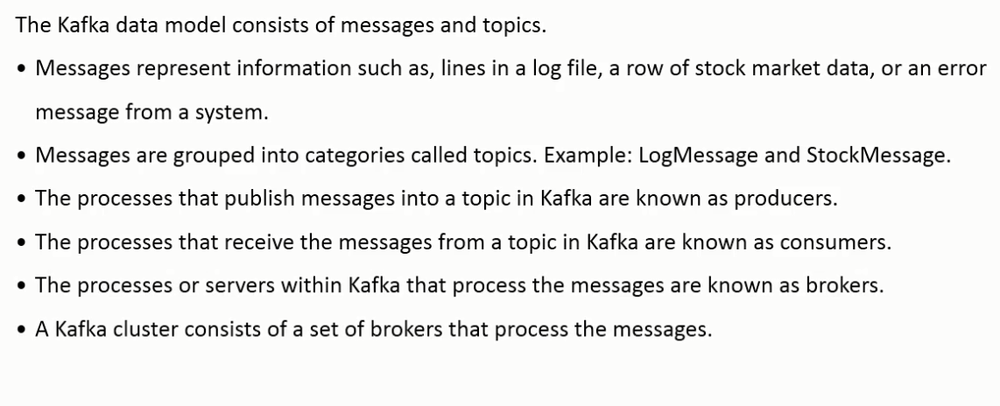 The Kafka data model consists of messages and topics.
• Messages represent information such as, lines in a log file, a row of stock market data, or an error
message from a system.
• Messages are grouped into categories called topics. Example: LogMessage and StockMessage.
• The processes that publish messages into a topic in Kafka are known as producers.
• The processes that receive the messages from a topic in Kafka are known as consumers.
• The processes or servers within Kafka that process the messages are known as brokers.
• A Kafka cluster consists of a set of brokers that process the messages.